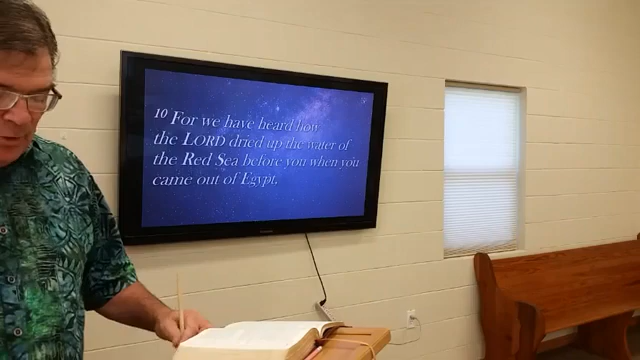 10 For we have heard how
the LORD dried up the water of
the Red Sea before you when you
came out of Egypt.